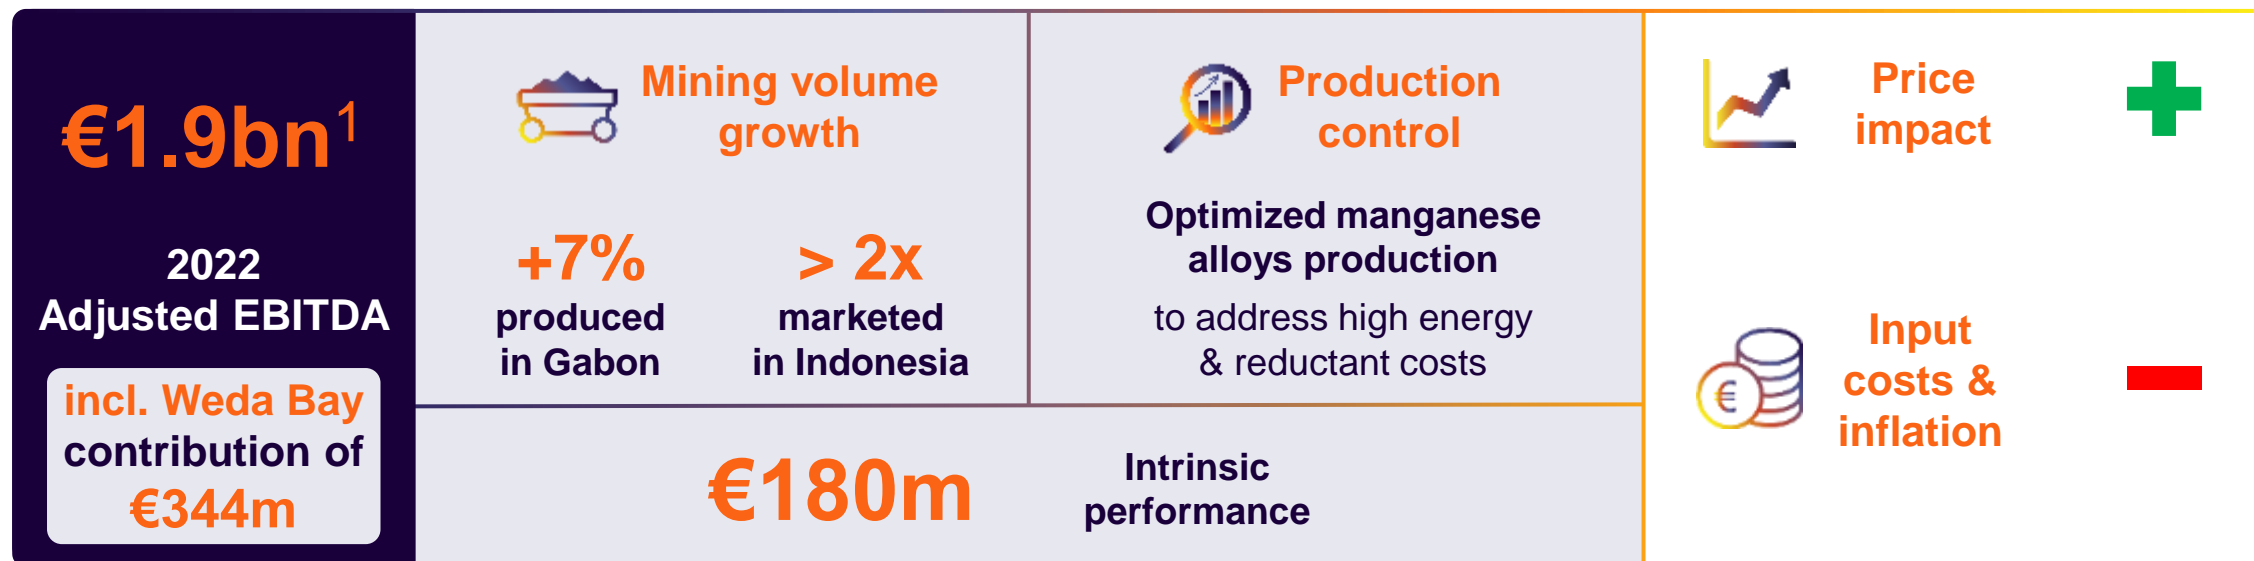 €1.9bn1
2022
Adjusted EBITDA
incl. Weda Bay
contribution of
€344m
Mining volume
growth
+7%
produced
in Gabon
> 2x
marketed
in Indonesia
Production
control
Optimized manganese
alloys production
to address high energy
& reductant costs
€180m
Intrinsic
performance
Price
impact
Input
costs &
inflation